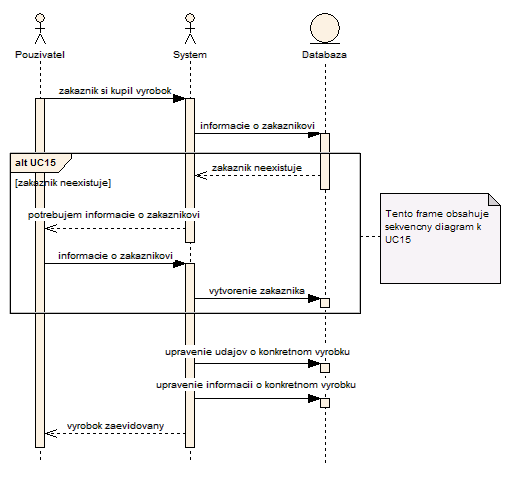 Pouzivatel
System
Databaza
zakaznik si kupil vyrobok
informacie o zakaznikovi
alt UC15
zakaznik neexistuje
[zakaznik neexistuje]
Tento frame obsahuje
sekvencny diagram k
UC15
potrebujem informacie o zakaznikovi
informacie o zakaznikovi
vytvorenie zakaznika
upravenie udajov o konkretnom vyrobku
upravenie informacii o konkretnom vyrobku
vyrobok zaevidovany